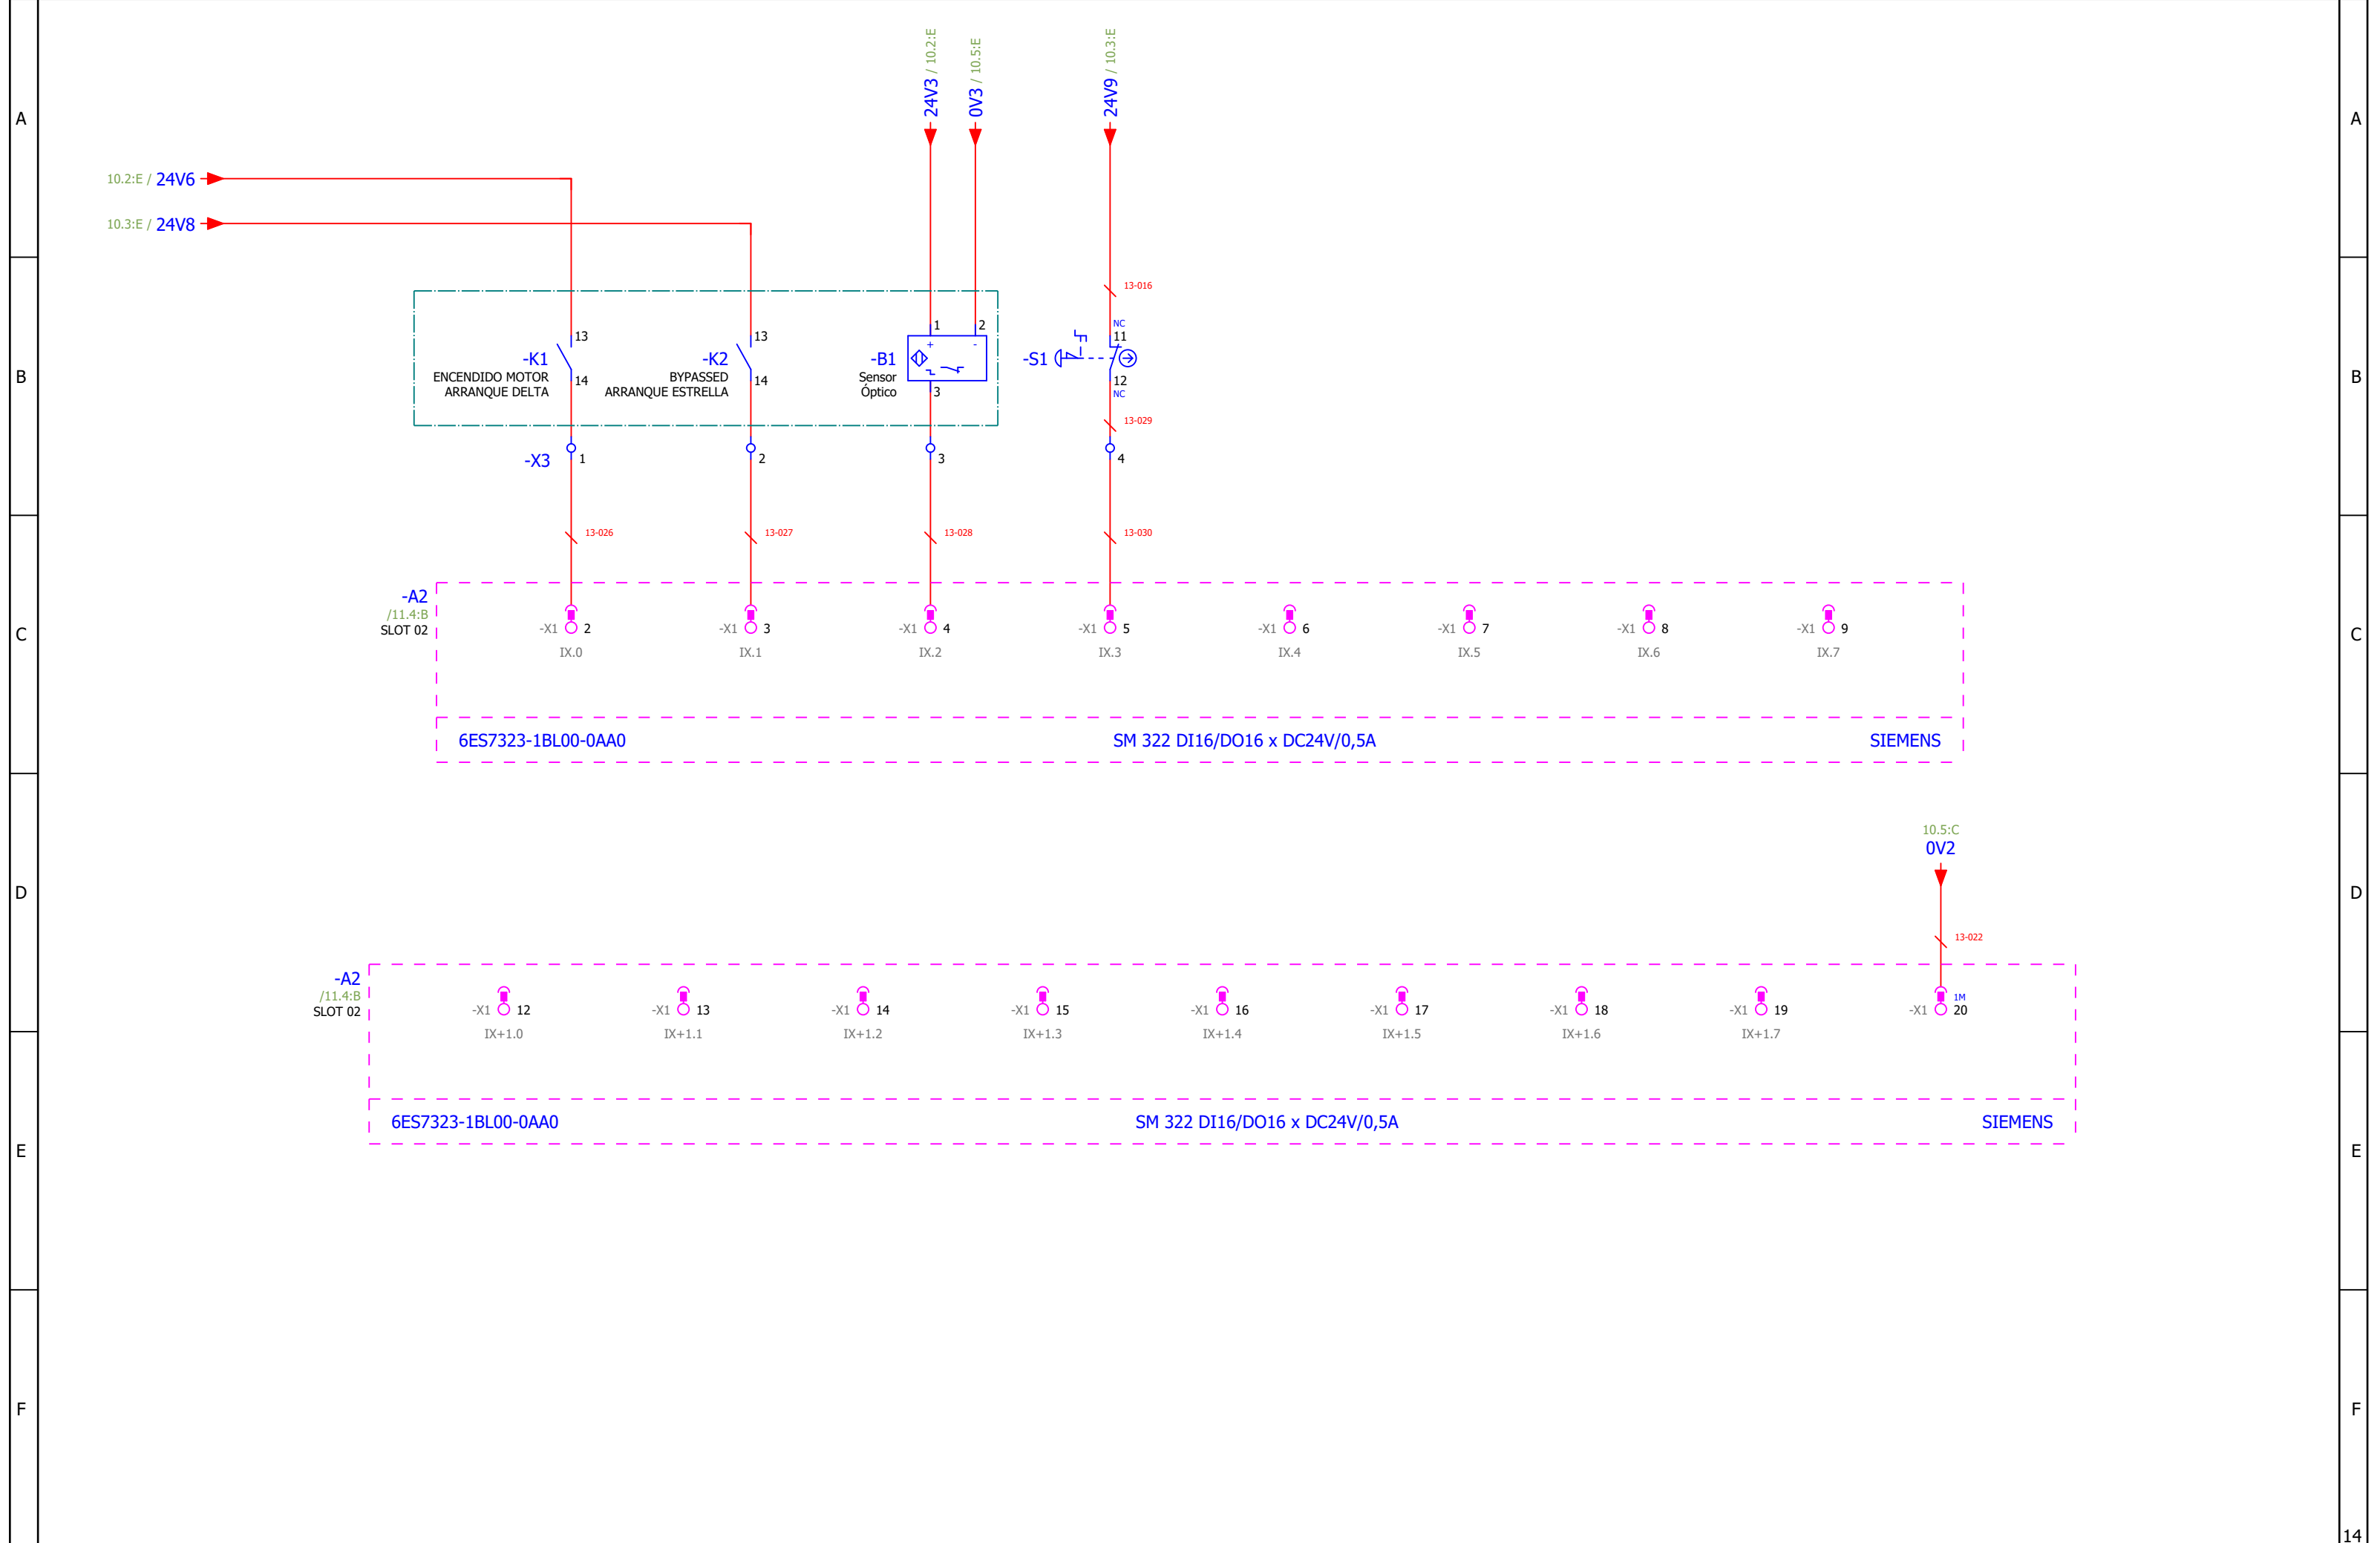 24V3 / 10.2:E
0V3 / 10.5:E
24V9 / 10.3:E
A
A
10.2:E / 24V6
10.3:E / 24V8
13-016
NC
13
13
1
2
11
+
-
-K1
-K2
-B1
-S1
ENCENDIDO MOTOR
ARRANQUE DELTA
BYPASSED
ARRANQUE ESTRELLA
Sensor
Óptico
B
B
14
14
3
12
NC
13-029
-X3
1
2
3
4
13-026
13-027
13-028
13-030
-A2
/11.4:B
SLOT 02
C
C
-X1 2
-X1 3
-X1 4
-X1 5
-X1 6
-X1 7
-X1 8
-X1 9
IX.0
IX.1
IX.2
IX.3
IX.4
IX.5
IX.6
IX.7
6ES7323-1BL00-0AA0
SM 322 DI16/DO16 x DC24V/0,5A
SIEMENS
10.5:C
0V2
D
D
13-022
-A2
/11.4:B
SLOT 02
1M
-X1 12
-X1 13
-X1 14
-X1 15
-X1 16
-X1 17
-X1 18
-X1 19
-X1 20
IX+1.0
IX+1.1
IX+1.2
IX+1.3
IX+1.4
IX+1.5
IX+1.6
IX+1.7
6ES7323-1BL00-0AA0
SM 322 DI16/DO16 x DC24V/0,5A
SIEMENS
E
E
F
F
14